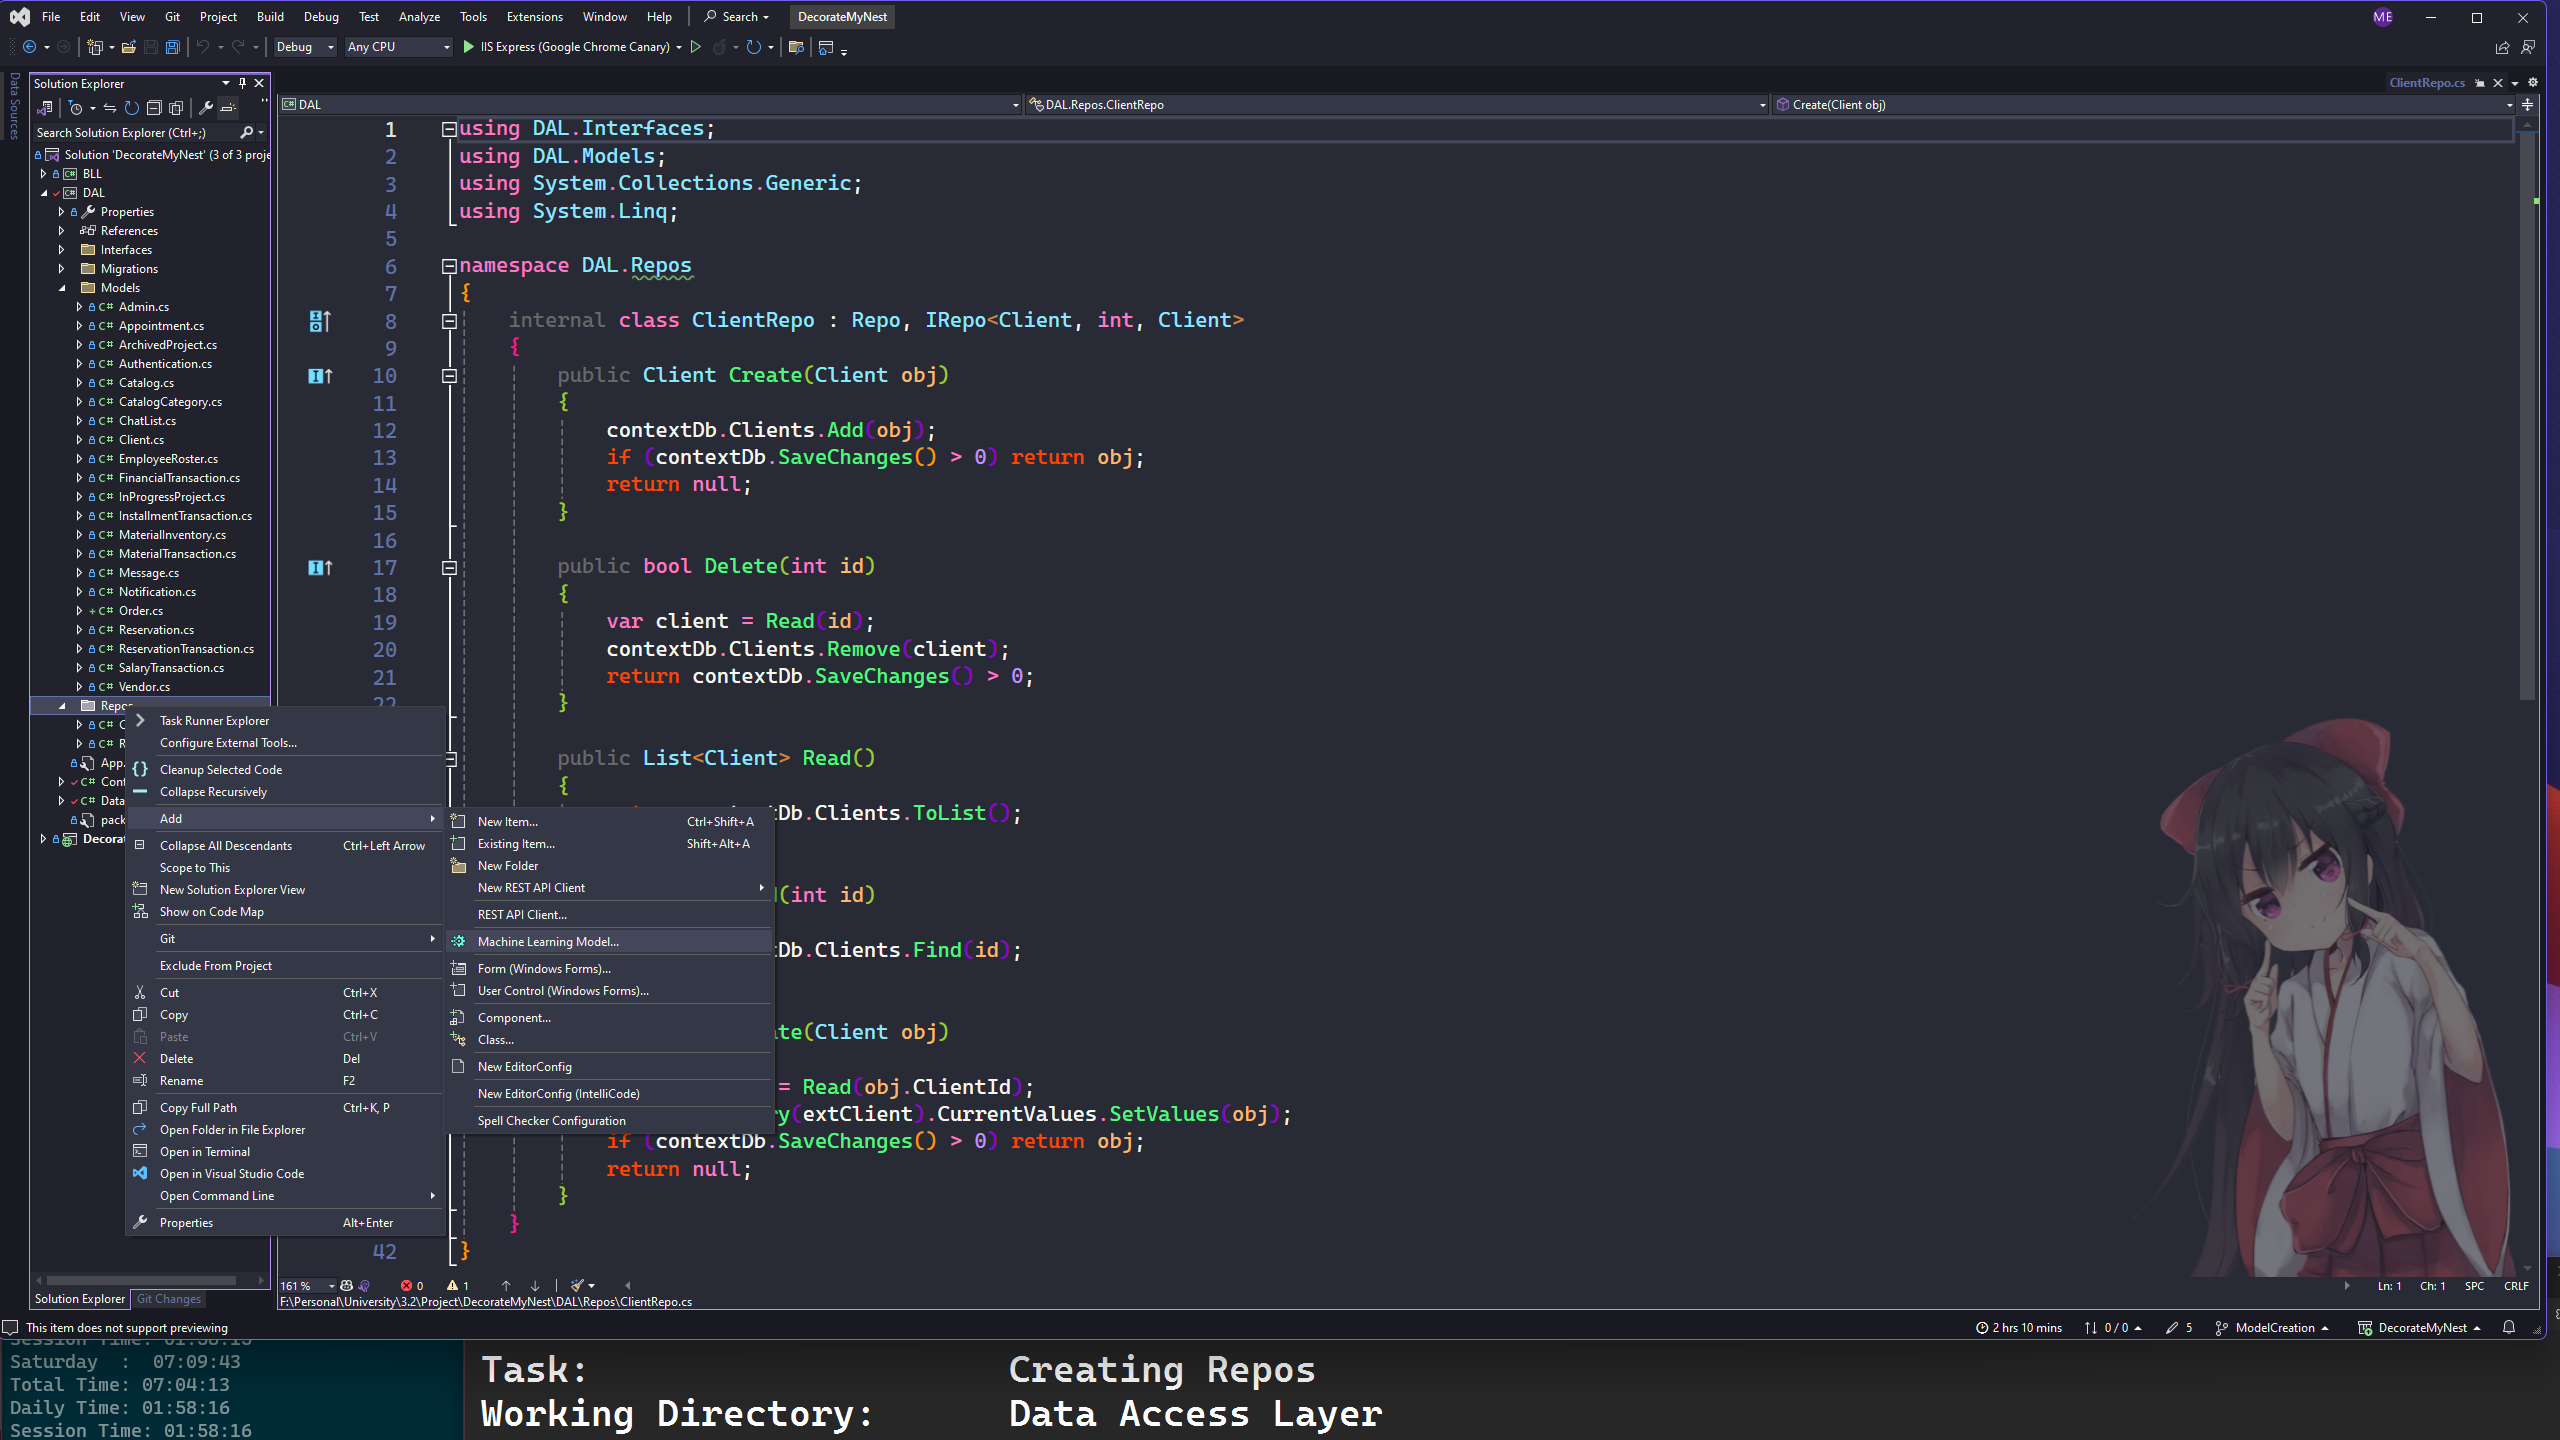 File Edit View Git Project Build Debug Test Analyze Tools Extensions Window Help Search DecorateMyNest ME
Debug Any CPU IIS Express (Google Chrome Canary)
Data Sources
Solution Explorer
ClientRepo.cs
DAL DAL.Repos.ClientRepo Create(Client obj)
Search Solution Explorer (Ctrl+;)
Solution 'DecorateMyNest' (3 of 3 proje
BLL
DAL
Properties
References
Interfaces
Migrations
Models
C# Admin.cs
C# Appointment.cs
C# ArchivedProject.cs
C# Authentication.cs
C# Catalog.cs
C# CatalogCategory.cs
C# ChatList.cs
C# Client.cs
C# EmployeeRoster.cs
C# FinancialTransaction.cs
C# InProgressProject.cs
C# InstallmentTransaction.cs
C# MaterialInventory.cs
C# MaterialTransaction.cs
C# Message.cs
C# Notification.cs
C# Order.cs
C# Reservation.cs
C# ReservationTransaction.cs
C# SalaryTransaction.cs
C# Vendor.cs
Repos
C# C
C# R
App.
C# Cont
C# Data
pack
Decorat
Task Runner Explorer
Configure External Tools...
Cleanup Selected Code
Collapse Recursively
Add
Collapse All Descendants Ctrl+Left Arrow
Scope to This
New Solution Explorer View
Show on Code Map
Git
Exclude From Project
Cut Ctrl+X
Copy Ctrl+C
Paste Ctrl+V
Delete Del
Rename F2
Copy Full Path Ctrl+K, P
Open Folder in File Explorer
Open in Terminal
Open in Visual Studio Code
Open Command Line
Properties Alt+Enter
New Item... Ctrl+Shift+A
Existing Item... Shift+Alt+A
New Folder
New REST API Client
REST API Client...
Machine Learning Model...
Form (Windows Forms)...
User Control (Windows Forms)...
Component...
Class...
New EditorConfig
New EditorConfig (IntelliCode)
Spell Checker Configuration
1 using DAL.Interfaces;
2 using DAL.Models;
3 using System.Collections.Generic;
4 using System.Linq;
5
6 namespace DAL.Repos
7 {
8 internal class ClientRepo : Repo, IRepo<Client, int, Client>
9 {
10 public Client Create(Client obj)
11 {
12 contextDb.Clients.Add(obj);
13 if (contextDb.SaveChanges() > 0) return obj;
14 return null;
15 }
16
17 public bool Delete(int id)
18 {
19 var client = Read(id);
20 contextDb.Clients.Remove(client);
21 return contextDb.SaveChanges() > 0;
22 }
public List<Client> Read()
{
Db.Clients.ToList();
(int id)
Db.Clients.Find(id);
te(Client obj)
= Read(obj.ClientId);
y(extClient).CurrentValues.SetValues(obj);
if (contextDb.SaveChanges() > 0) return obj;
return null;
}
}
42 }
161 % 0 1 Ln: 1 Ch: 1 SPC CRLF
Solution Explorer Git Changes
F:\Personal\University\3.2\Project\DecorateMyNest\DAL\Repos\ClientRepo.cs
This item does not support previewing
2 hrs 10 mins 0 / 0 5 ModelCreation DecorateMyNest
Saturday : 07:09:43
Total Time: 07:04:13
Daily Time: 01:58:16
Session Time: 01:58:16
Task: Creating Repos
Working Directory: Data Access Layer